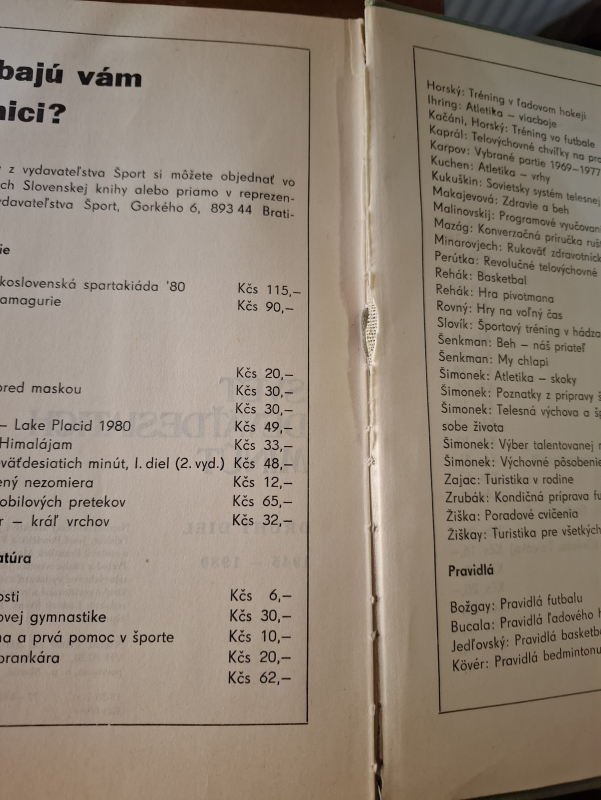 bajú vám
nici?
z vydavateľstva Šport si môžete objednať vo
ch Slovenskej knihy alebo priamo v reprezen-
ydavateľstva Šport, Gorkého 6, 893 44 Brati-
ie
koslovenská spartakiáda '80 Kčs 115,–
amagurie Kčs 90,–
Kčs 20,–
pred maskou Kčs 30,–
Kčs 30,–
– Lake Placid 1980 Kčs 49,–
Himalájam Kčs 33,–
väťdesiatich minút, I. diel (2. vyd.) Kčs 48,–
ený nezomiera Kčs 12,–
obilových pretekov Kčs 65,–
r – kráľ vrchov Kčs 32,–
atúra
osti Kčs 6,–
ovej gymnastike Kčs 30,–
na a prvá pomoc v športe Kčs 10,–
brankára Kčs 20,–
Kčs 62,–
Horský: Tréning v ľadovom hokeji
Ihring: Atletika – viacboje
Kačáni, Horský: Tréning vo futbale
Kaprál: Telovýchovné chvíľky na pra
Karpov: Vybrané partie 1969–1977
Kuchen: Atletika – vrhy
Kukuškin: Sovietsky systém telesnej
Makajevová: Zdravie a beh
Malinovskij: Programové vyučovani
Mazág: Konverzačná príručka rušt
Minarovjech: Rukoväť zdravotnick
Perútka: Revolučné telovýchovné
Rehák: Basketbal
Rehák: Hra pivotmana
Rovný: Hry na voľný čas
Slovík: Športový tréning v hádza
Šenkman: Beh – náš priateľ
Šenkman: My chlapi
Šimonek: Atletika – skoky
Šimonek: Poznatky z prípravy š
Šimonek: Telesná výchova a šp
sobe života
Šimonek: Výber talentovanej m
Šimonek: Výchovné pôsobenie
Zajac: Turistika v rodine
Zrubák: Kondičná príprava fu
Žiška: Poradové cvičenia
Žiškay: Turistika pre všetkých
Pravidlá
Božgay: Pravidlá futbalu
Bucala: Pravidlá ľadového h
Jedľovský: Pravidlá basketba
Kövér: Pravidlá bedmintonu